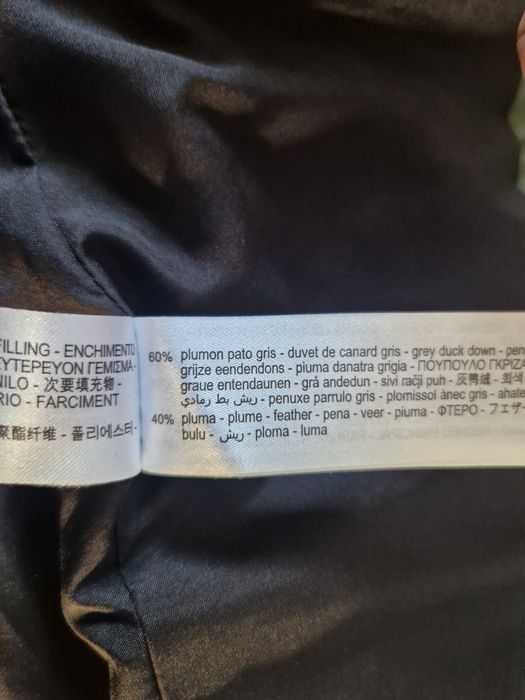 FILLING - ENCHIMENTO
ΕΥΤΕΡΕΥΟΝ ΓΕΜΙΣΜΑ -
NILO - 次要填充物 -
RIO - FARCIMENT
聚酯纤维 - 폴리에스터 -
60% plumon pato gris - duvet de canard gris - grey duck down - pen
grijze eendendons - piuma danatra grigia - ΠΟΥΠΟΥΛΟ ΓΚΡΙΖΑ
graue entendaunen - grå andedun - sivi račji puh - 灰鸭绒 - 회색
ريش بط رمادي - penuxe parrulo gris - plomissol ànec gris - ahate
40% pluma - plume - feather - pena - veer - piuma - ΦΤΕΡΟ - フェザ
bulu - ريش - ploma - luma